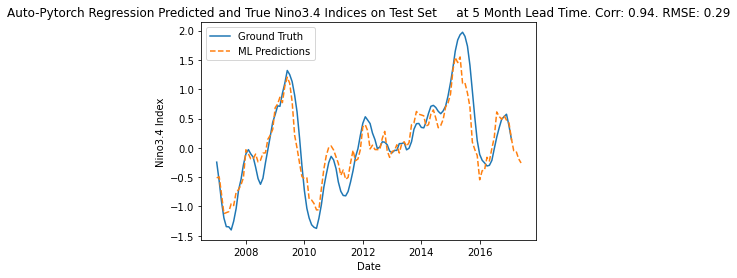 Auto-Pytorch Regression Predicted and True Nino3.4 Indices on Test Set     at 5 Month Lead Time. Corr: 0.94. RMSE: 0.29
Ground Truth
ML Predictions
Nino3.4 Index
2.0
1.5
1.0
0.5
0.0
−0.5
−1.0
−1.5
2008 2010 2012 2014 2016
Date